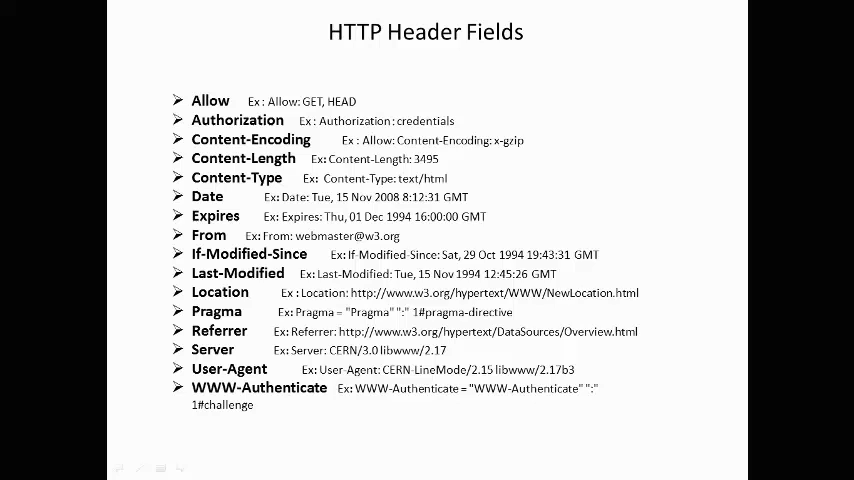 HTTP Header Fields
➢ Allow Ex : Allow: GET, HEAD
➢ Authorization Ex : Authorization : credentials
➢ Content-Encoding Ex : Allow: Content-Encoding: x-gzip
➢ Content-Length Ex: Content-Length: 3495
➢ Content-Type Ex: Content-Type: text/html
➢ Date Ex: Date: Tue, 15 Nov 2008 8:12:31 GMT
➢ Expires Ex: Expires: Thu, 01 Dec 1994 16:00:00 GMT
➢ From Ex: From: webmaster@w3.org
➢ If-Modified-Since Ex: If-Modified-Since: Sat, 29 Oct 1994 19:43:31 GMT
➢ Last-Modified Ex: Last-Modified: Tue, 15 Nov 1994 12:45:26 GMT
➢ Location Ex : Location: http://www.w3.org/hypertext/WWW/NewLocation.html
➢ Pragma Ex: Pragma = "Pragma" ":" 1#pragma-directive
➢ Referrer Ex: Referrer: http://www.w3.org/hypertext/DataSources/Overview.html
➢ Server Ex: Server: CERN/3.0 libwww/2.17
➢ User-Agent Ex: User-Agent: CERN-LineMode/2.15 libwww/2.17b3
➢ WWW-Authenticate Ex: WWW-Authenticate = "WWW-Authenticate" ":"
1#challenge